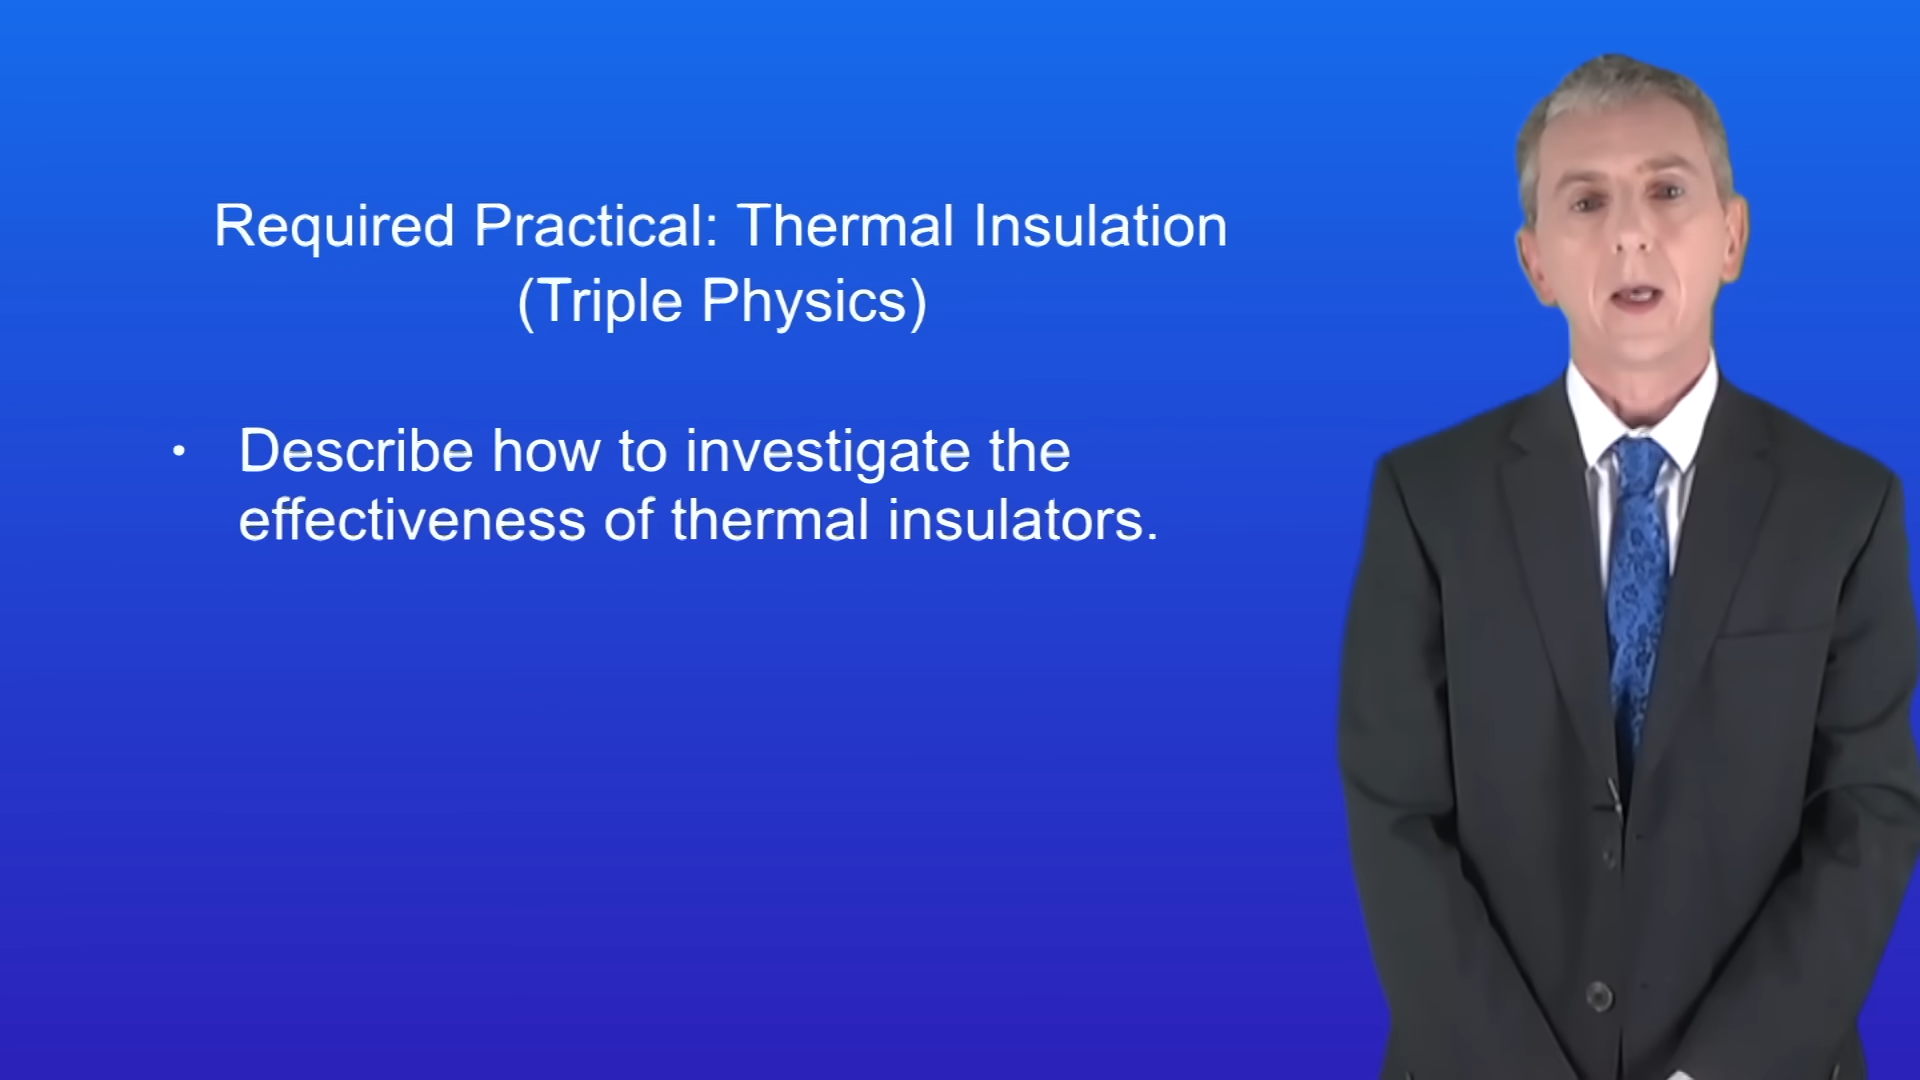 Required Practical: Thermal Insulation
(Triple Physics)
• Describe how to investigate the
effectiveness of thermal insulators.